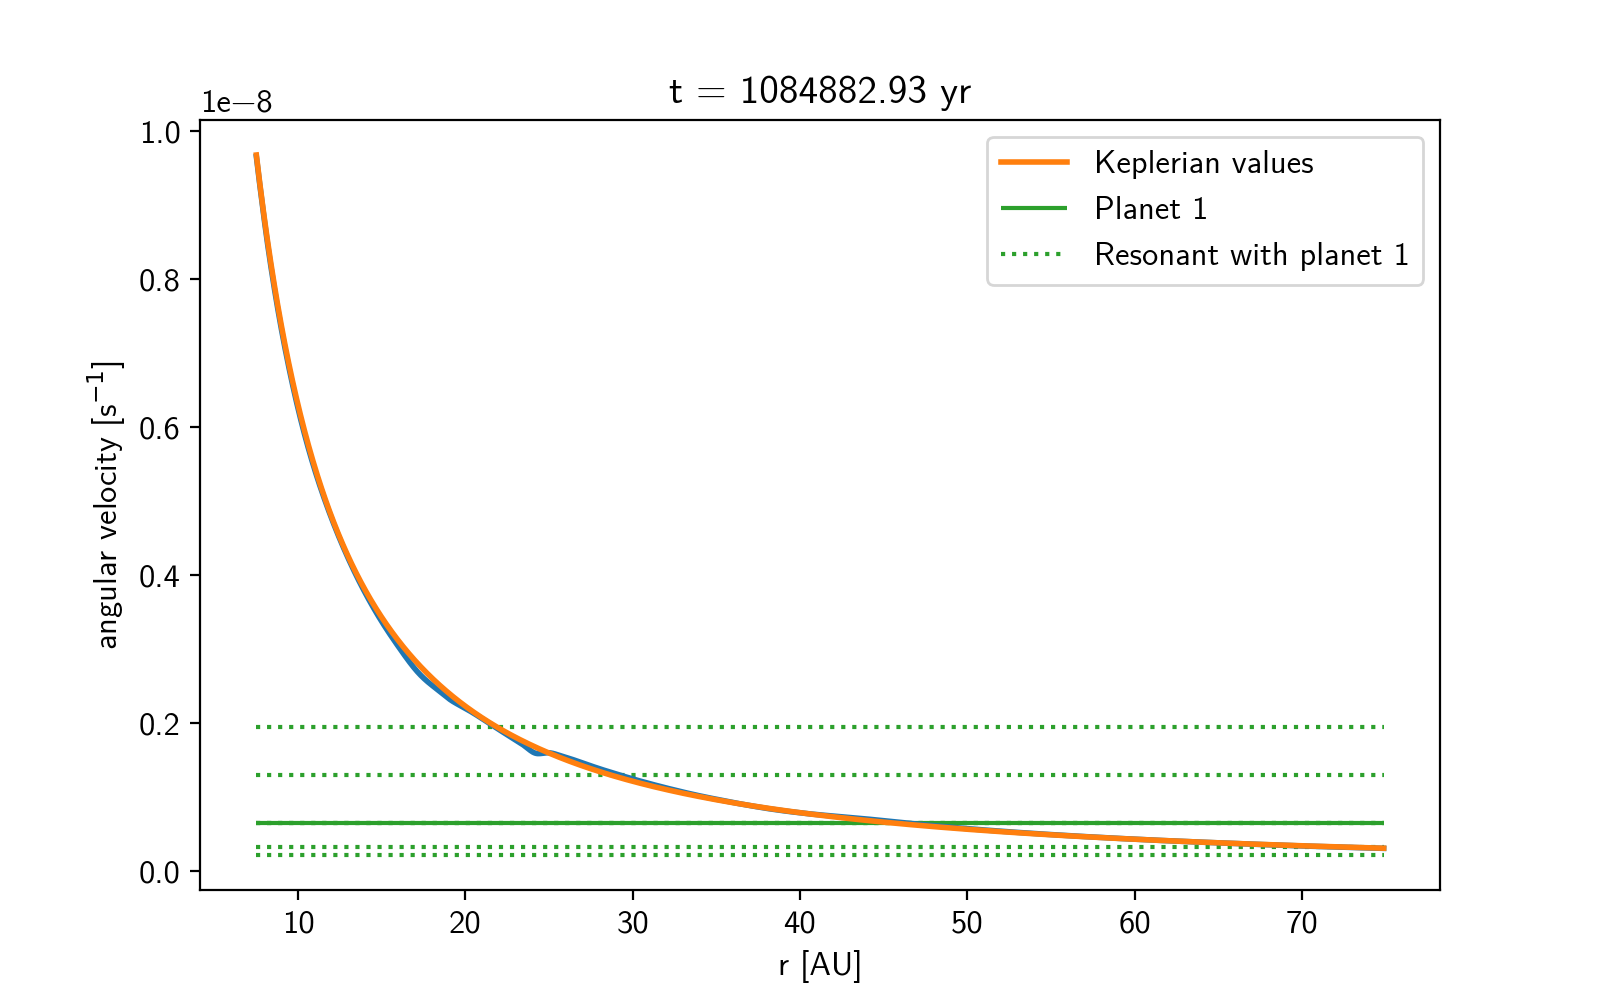 t = 1084882.93 yr
1e−8
1.0
0.8
0.6
0.4
0.2
0.0
angular velocity [s⁻¹]
Keplerian values
Planet 1
Resonant with planet 1
10 20 30 40 50 60 70
r [AU]